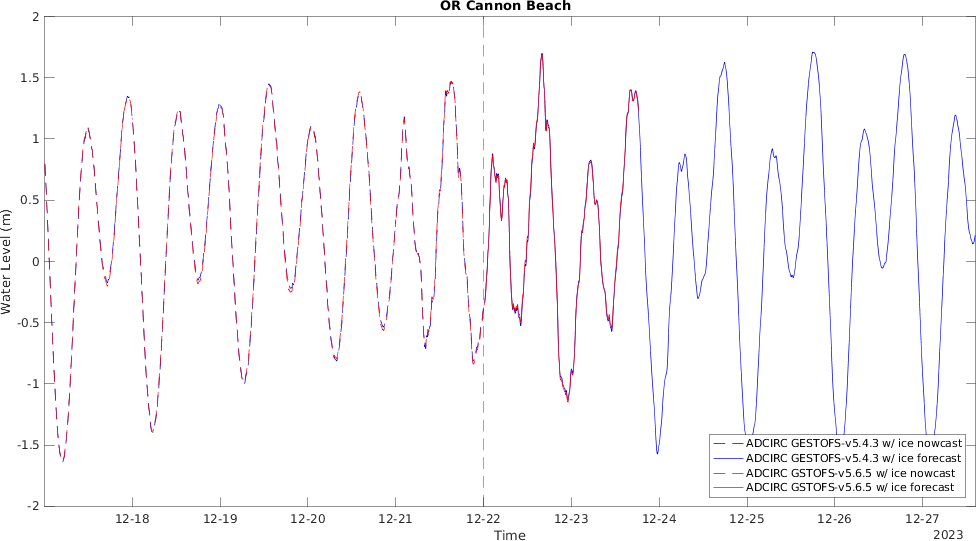 OR Cannon Beach
2
1.5
1
0.5
0
-0.5
-1
-1.5
-2
Water Level (m)
ADCIRC GESTOFS-v5.4.3 w/ ice nowcast
ADCIRC GESTOFS-v5.4.3 w/ ice forecast
ADCIRC GSTOFS-v5.6.5 w/ ice nowcast
ADCIRC GSTOFS-v5.6.5 w/ ice forecast
12-18 12-19 12-20 12-21 12-22 12-23 12-24 12-25 12-26 12-27
Time
2023